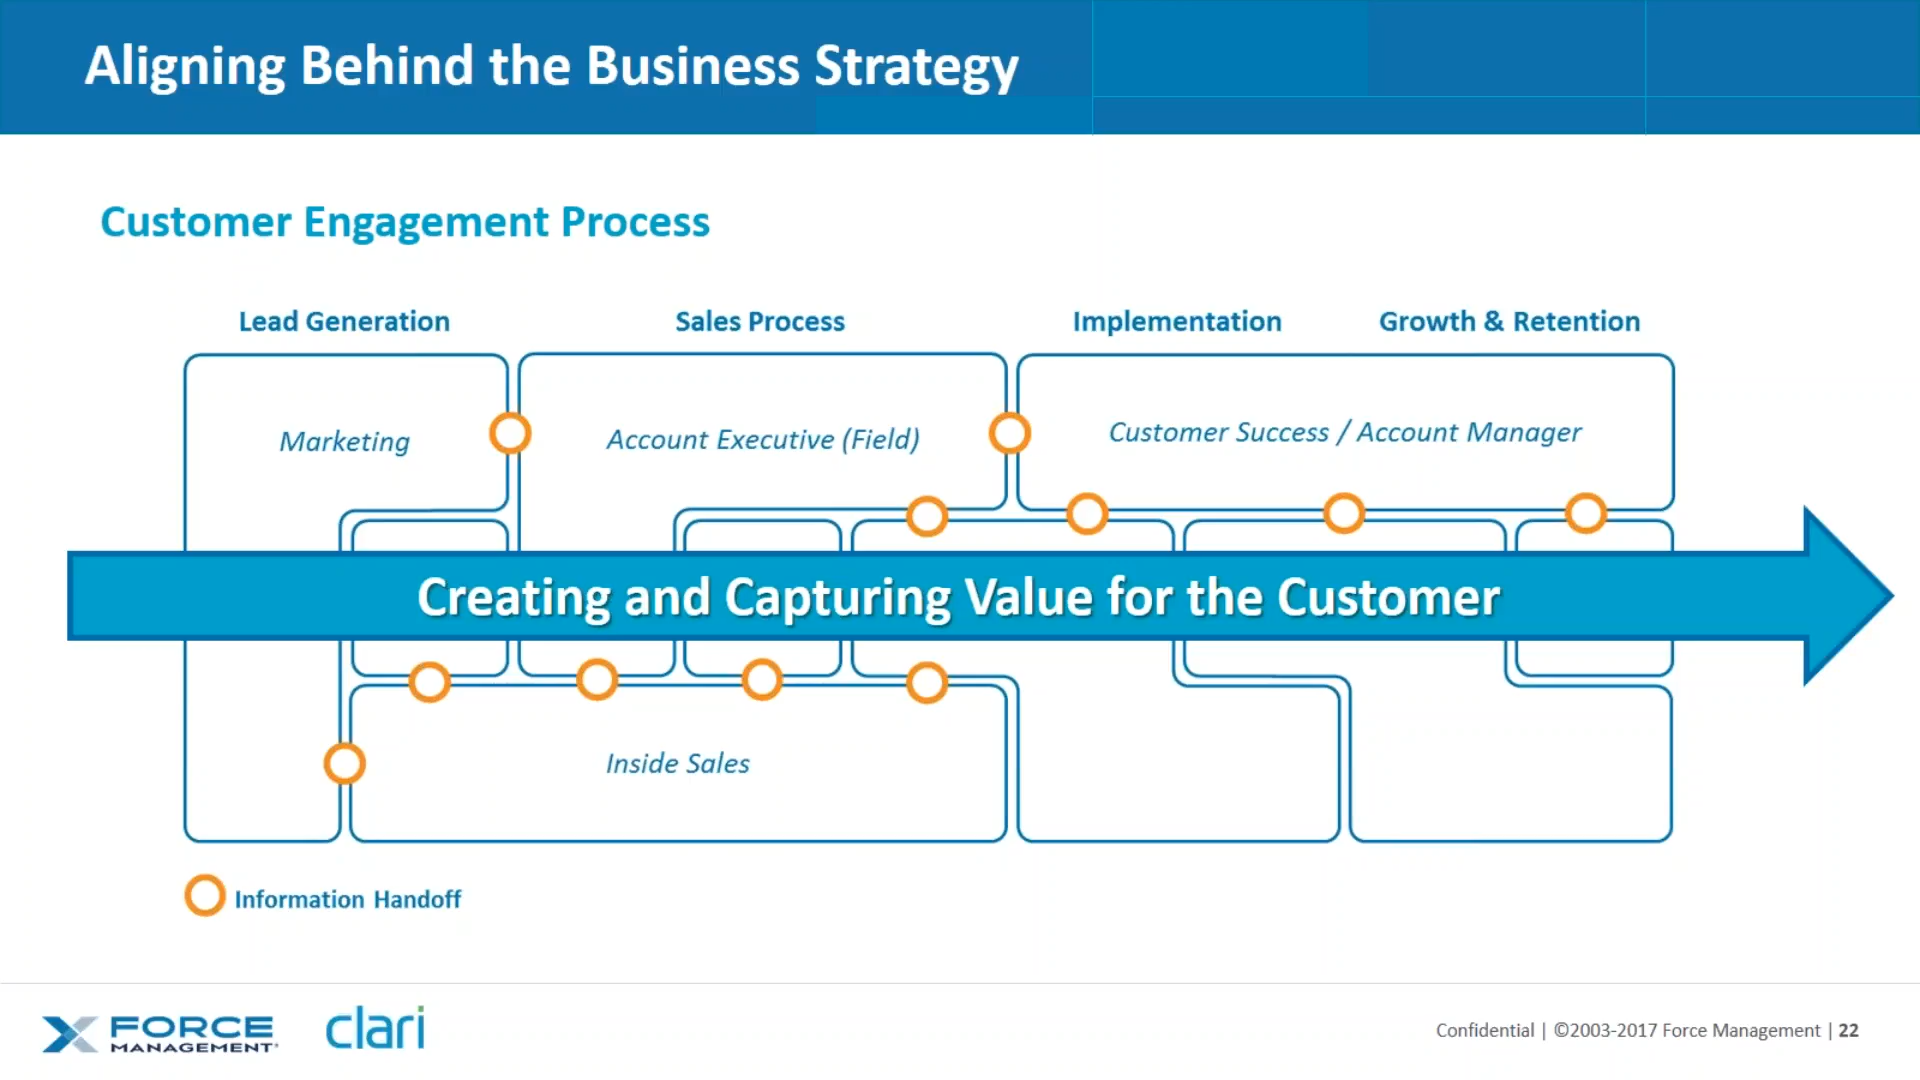 Aligning Behind the Business Strategy
Customer Engagement Process
Lead Generation
Sales Process
Implementation
Growth & Retention
Marketing
Account Executive (Field)
Customer Success / Account Manager
Creating and Capturing Value for the Customer
Inside Sales
Information Handoff
FORCE
MANAGEMENT
clari
Confidential | ©2003-2017 Force Management | 22